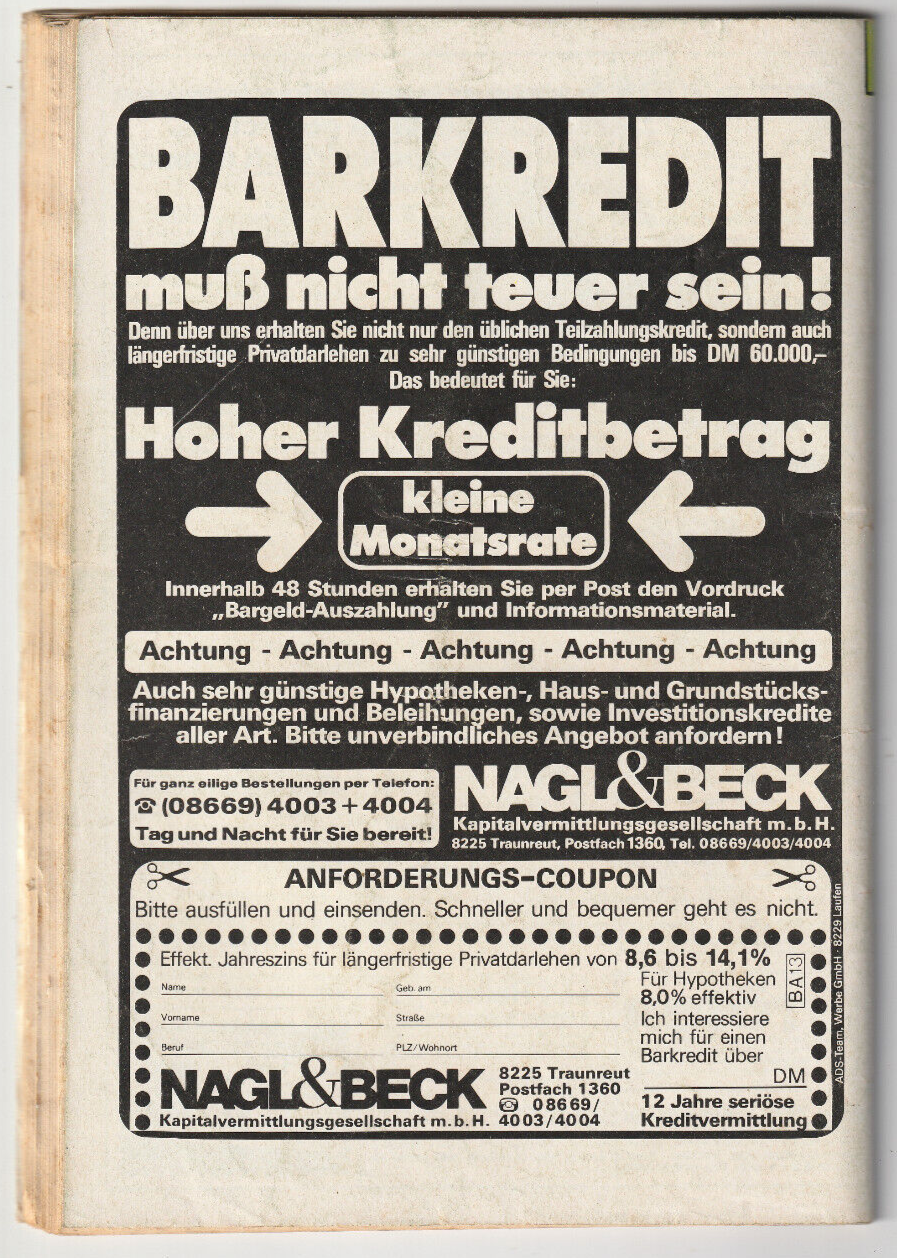 BARKREDIT
muß nicht teuer sein!
Denn über uns erhalten Sie nicht nur den üblichen Teilzahlungskredit, sondern auch
längerfristige Privatdarlehen zu sehr günstigen Bedingungen bis DM 60.000,–
Das bedeutet für Sie:
Hoher Kreditbetrag
kleine
Monatsrate
Innerhalb 48 Stunden erhalten Sie per Post den Vordruck
„Bargeld-Auszahlung” und Informationsmaterial.
Achtung - Achtung - Achtung - Achtung - Achtung
Auch sehr günstige Hypotheken-, Haus- und Grundstücks-
finanzierungen und Beleihungen, sowie Investitionskredite
aller Art. Bitte unverbindliches Angebot anfordern!
Für ganz eilige Bestellungen per Telefon:
☎ (08669) 4003 + 4004
Tag und Nacht für Sie bereit!
NAGL&BECK
Kapitalvermittlungsgesellschaft m.b.H.
8225 Traunreut, Postfach 1360, Tel. 08669/4003/4004
ANFORDERUNGS-COUPON
Bitte ausfüllen und einsenden. Schneller und bequemer geht es nicht.
Effekt. Jahreszins für längerfristige Privatdarlehen von 8,6 bis 14,1%
Name
Geb. am
Vorname
Straße
Beruf
PLZ/Wohnort
Für Hypotheken
8,0% effektiv
Ich interessiere
mich für einen
Barkredit über
DM
BA13
NAGL&BECK
Kapitalvermittlungsgesellschaft m.b.H.
8225 Traunreut
Postfach 1360
☎ 08669/
4003/4004
12 Jahre seriöse
Kreditvermittlung
ADS-Team, Werbe GmbH · 8229 Laufen